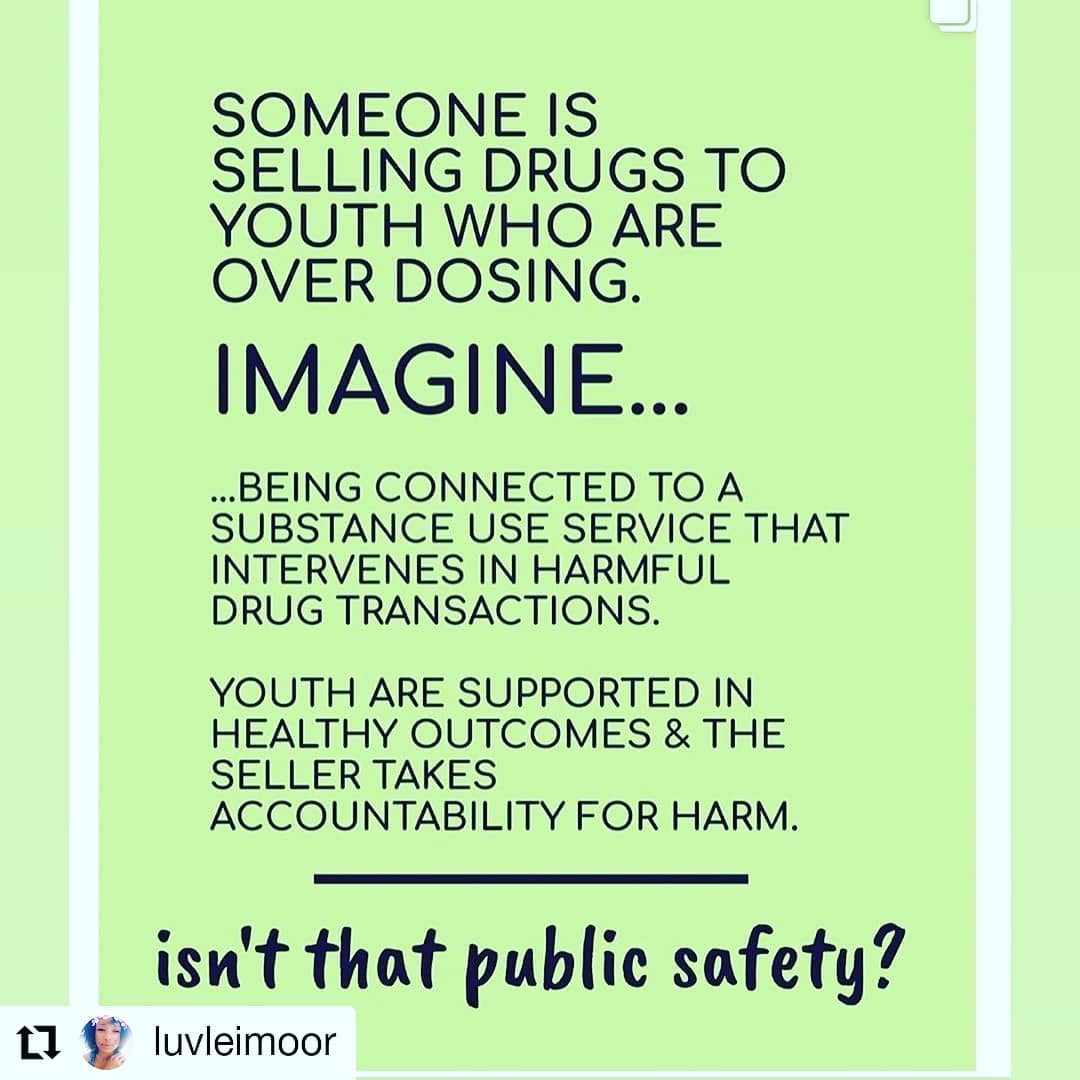 SOMEONE IS
SELLING DRUGS TO
YOUTH WHO ARE
OVER DOSING.
IMAGINE...
...BEING CONNECTED TO A
SUBSTANCE USE SERVICE THAT
INTERVENES IN HARMFUL
DRUG TRANSACTIONS.
YOUTH ARE SUPPORTED IN
HEALTHY OUTCOMES & THE
SELLER TAKES
ACCOUNTABILITY FOR HARM.
isn't that public safety?
luvleimoor